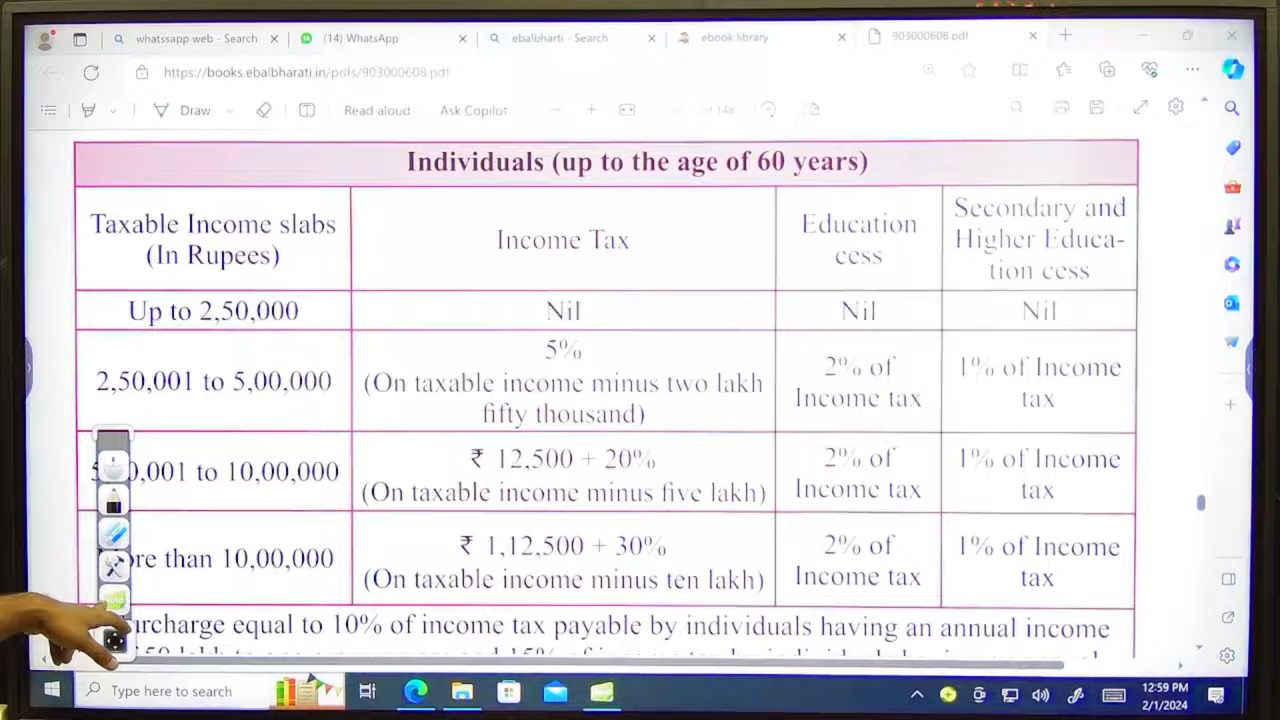 whatssapp web - Search
(14) WhatsApp
ebalbharti - Search
ebook library
903000608.pdf
https://books.ebalbharati.in/pdfs/903000608.pdf
Draw
Read aloud
Ask Copilot
of 148
Individuals (up to the age of 60 years)
Taxable Income slabs
(In Rupees)
Income Tax
Education
cess
Secondary and
Higher Educa-
tion cess
Up to 2,50,000
Nil
Nil
Nil
2,50,001 to 5,00,000
5%
(On taxable income minus two lakh
fifty thousand)
2% of
Income tax
1% of Income
tax
0,001 to 10,00,000
₹ 12,500 + 20%
(On taxable income minus five lakh)
2% of
Income tax
1% of Income
tax
ore than 10,00,000
₹ 1,12,500 + 30%
(On taxable income minus ten lakh)
2% of
Income tax
1% of Income
tax
urcharge equal to 10% of income tax payable by individuals having an annual income
Type here to search
12:59 PM
2/1/2024